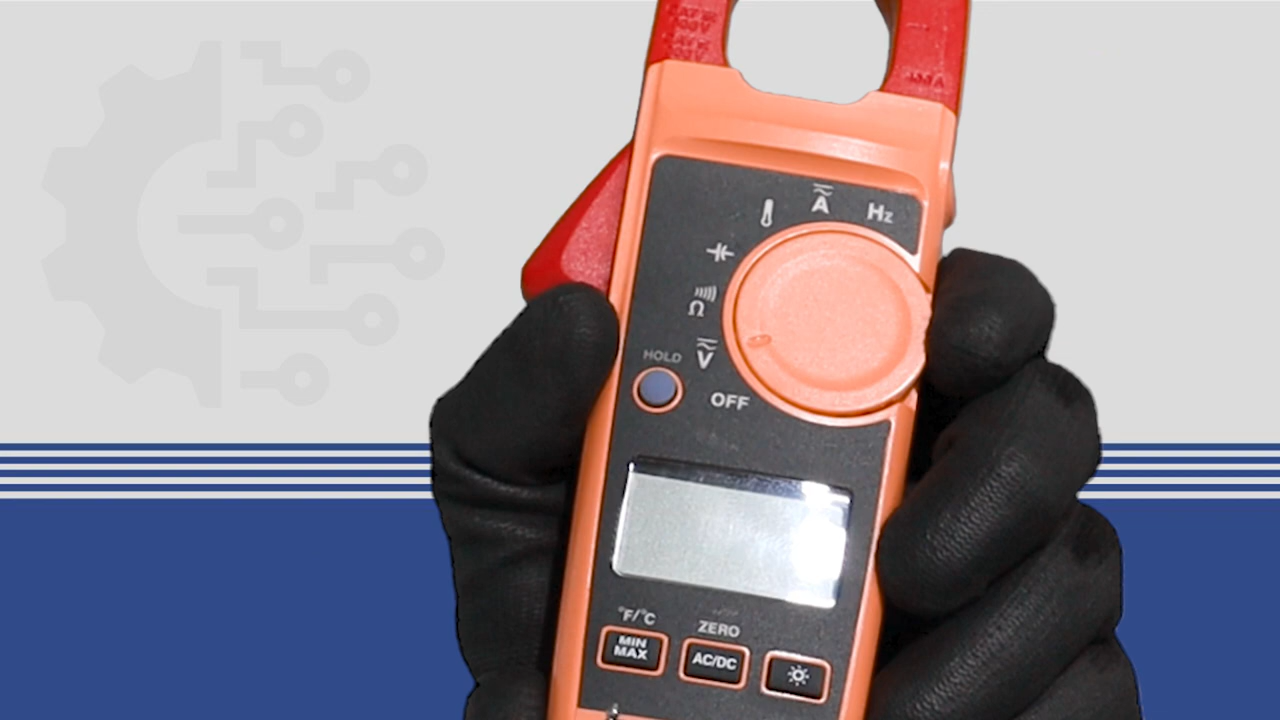 A
Hz
Ω
HOLD
V
OFF
°F/°C
MIN
MAX
ZERO
AC/DC